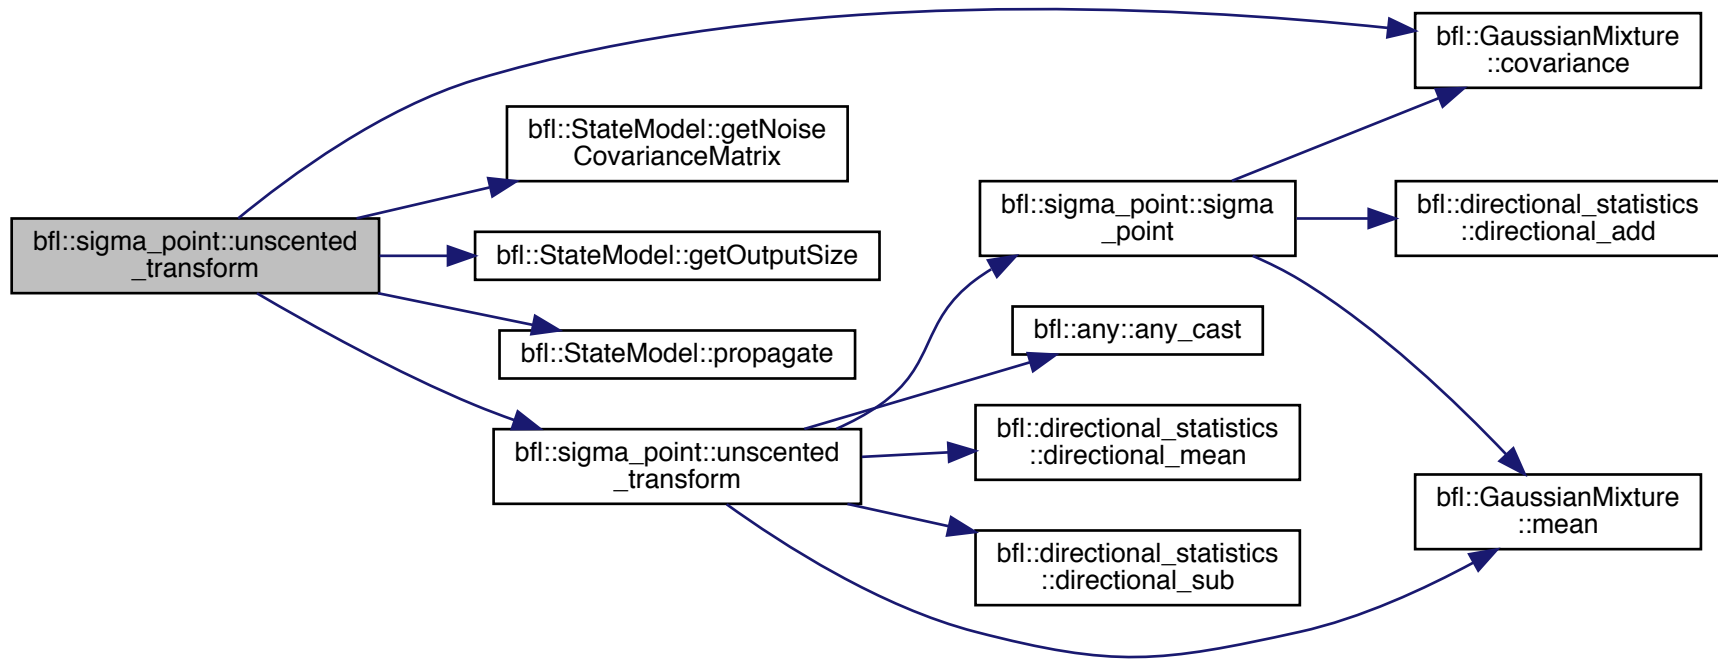 bfl::GaussianMixture
::covariance
bfl::StateModel::getNoise
CovarianceMatrix
bfl::sigma_point::sigma
_point
bfl::directional_statistics
::directional_add
bfl::sigma_point::unscented
_transform
bfl::StateModel::getOutputSize
bfl::any::any_cast
bfl::StateModel::propagate
bfl::directional_statistics
::directional_mean
bfl::sigma_point::unscented
_transform
bfl::GaussianMixture
::mean
bfl::directional_statistics
::directional_sub